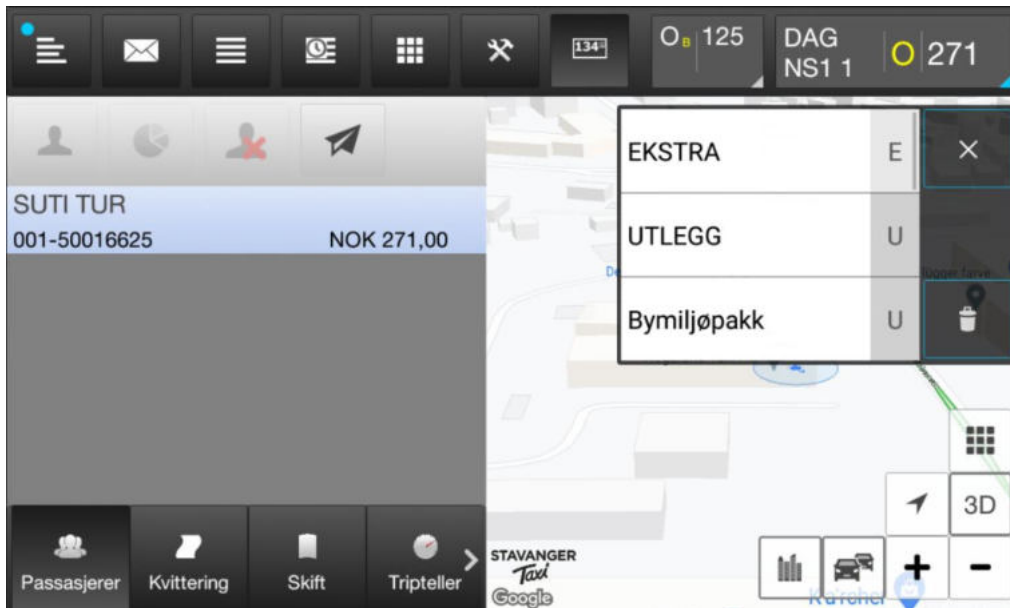 134⁵
O B 125
DAG
NS1 1
O 271
SUTI TUR
001-50016625
NOK 271,00
EKSTRA
E
UTLEGG
U
Bymiljøpakk
U
Passasjerer
Kvittering
Skift
Tripteller
STAVANGER
Taxi
Google
3D
+
−